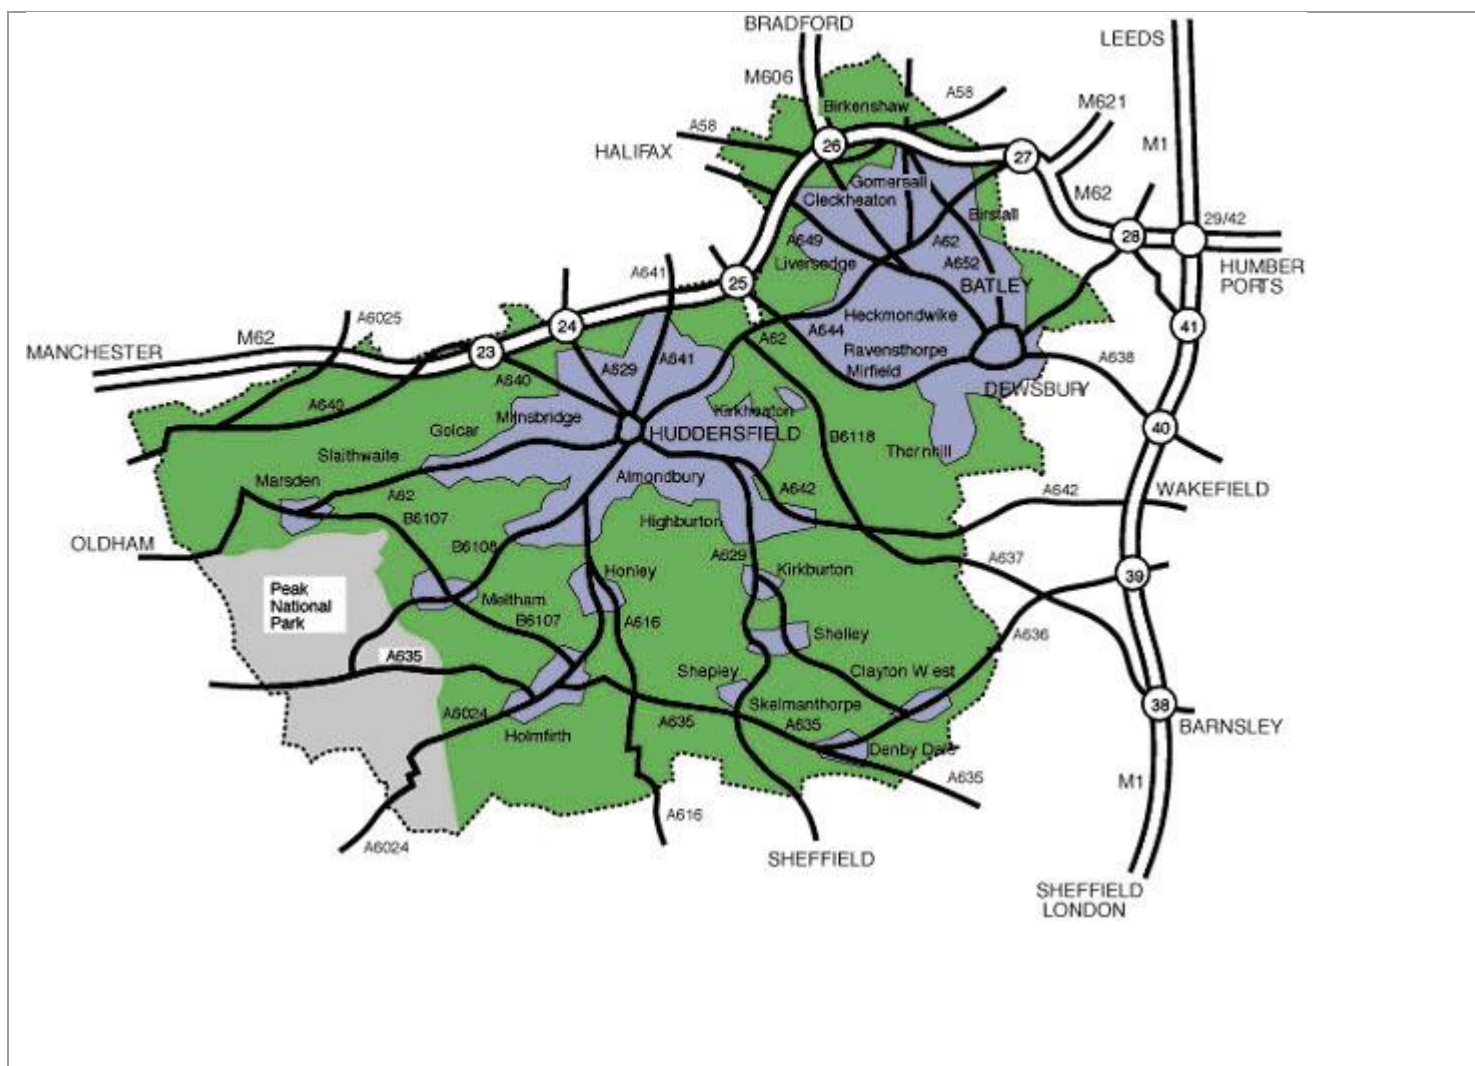 BRADFORD
LEEDS
M606
A58
M621
Birkenshaw
A58
HALIFAX
26
27
M1
M62
Gomersall
Cleckheaton
Birstall
29/42
28
A649
A62
Liversedge
A652
HUMBER
PORTS
A641
25
BATLEY
A6025
24
Heckmondwike
41
M62
A62
A644
MANCHESTER
23
Ravensthorpe
A638
A640
A629
A641
Mirfield
DEWSBURY
A640
Milnsbridge
Kirkheaton
Golcar
HUDDERSFIELD
B6118
40
Slaithwaite
Thornhill
Marsden
Almondbury
A642
A642
WAKEFIELD
A62
B6107
Highburton
OLDHAM
B6108
A629
A637
Honley
Kirkburton
39
Peak
National
Park
Meltham
B6107
A616
Shelley
A636
A635
Shepley
Clayton West
Skelmanthorpe
38
A6024
A635
A635
BARNSLEY
Holmfirth
Denby Dale
A635
M1
A616
A6024
SHEFFIELD
SHEFFIELD
LONDON